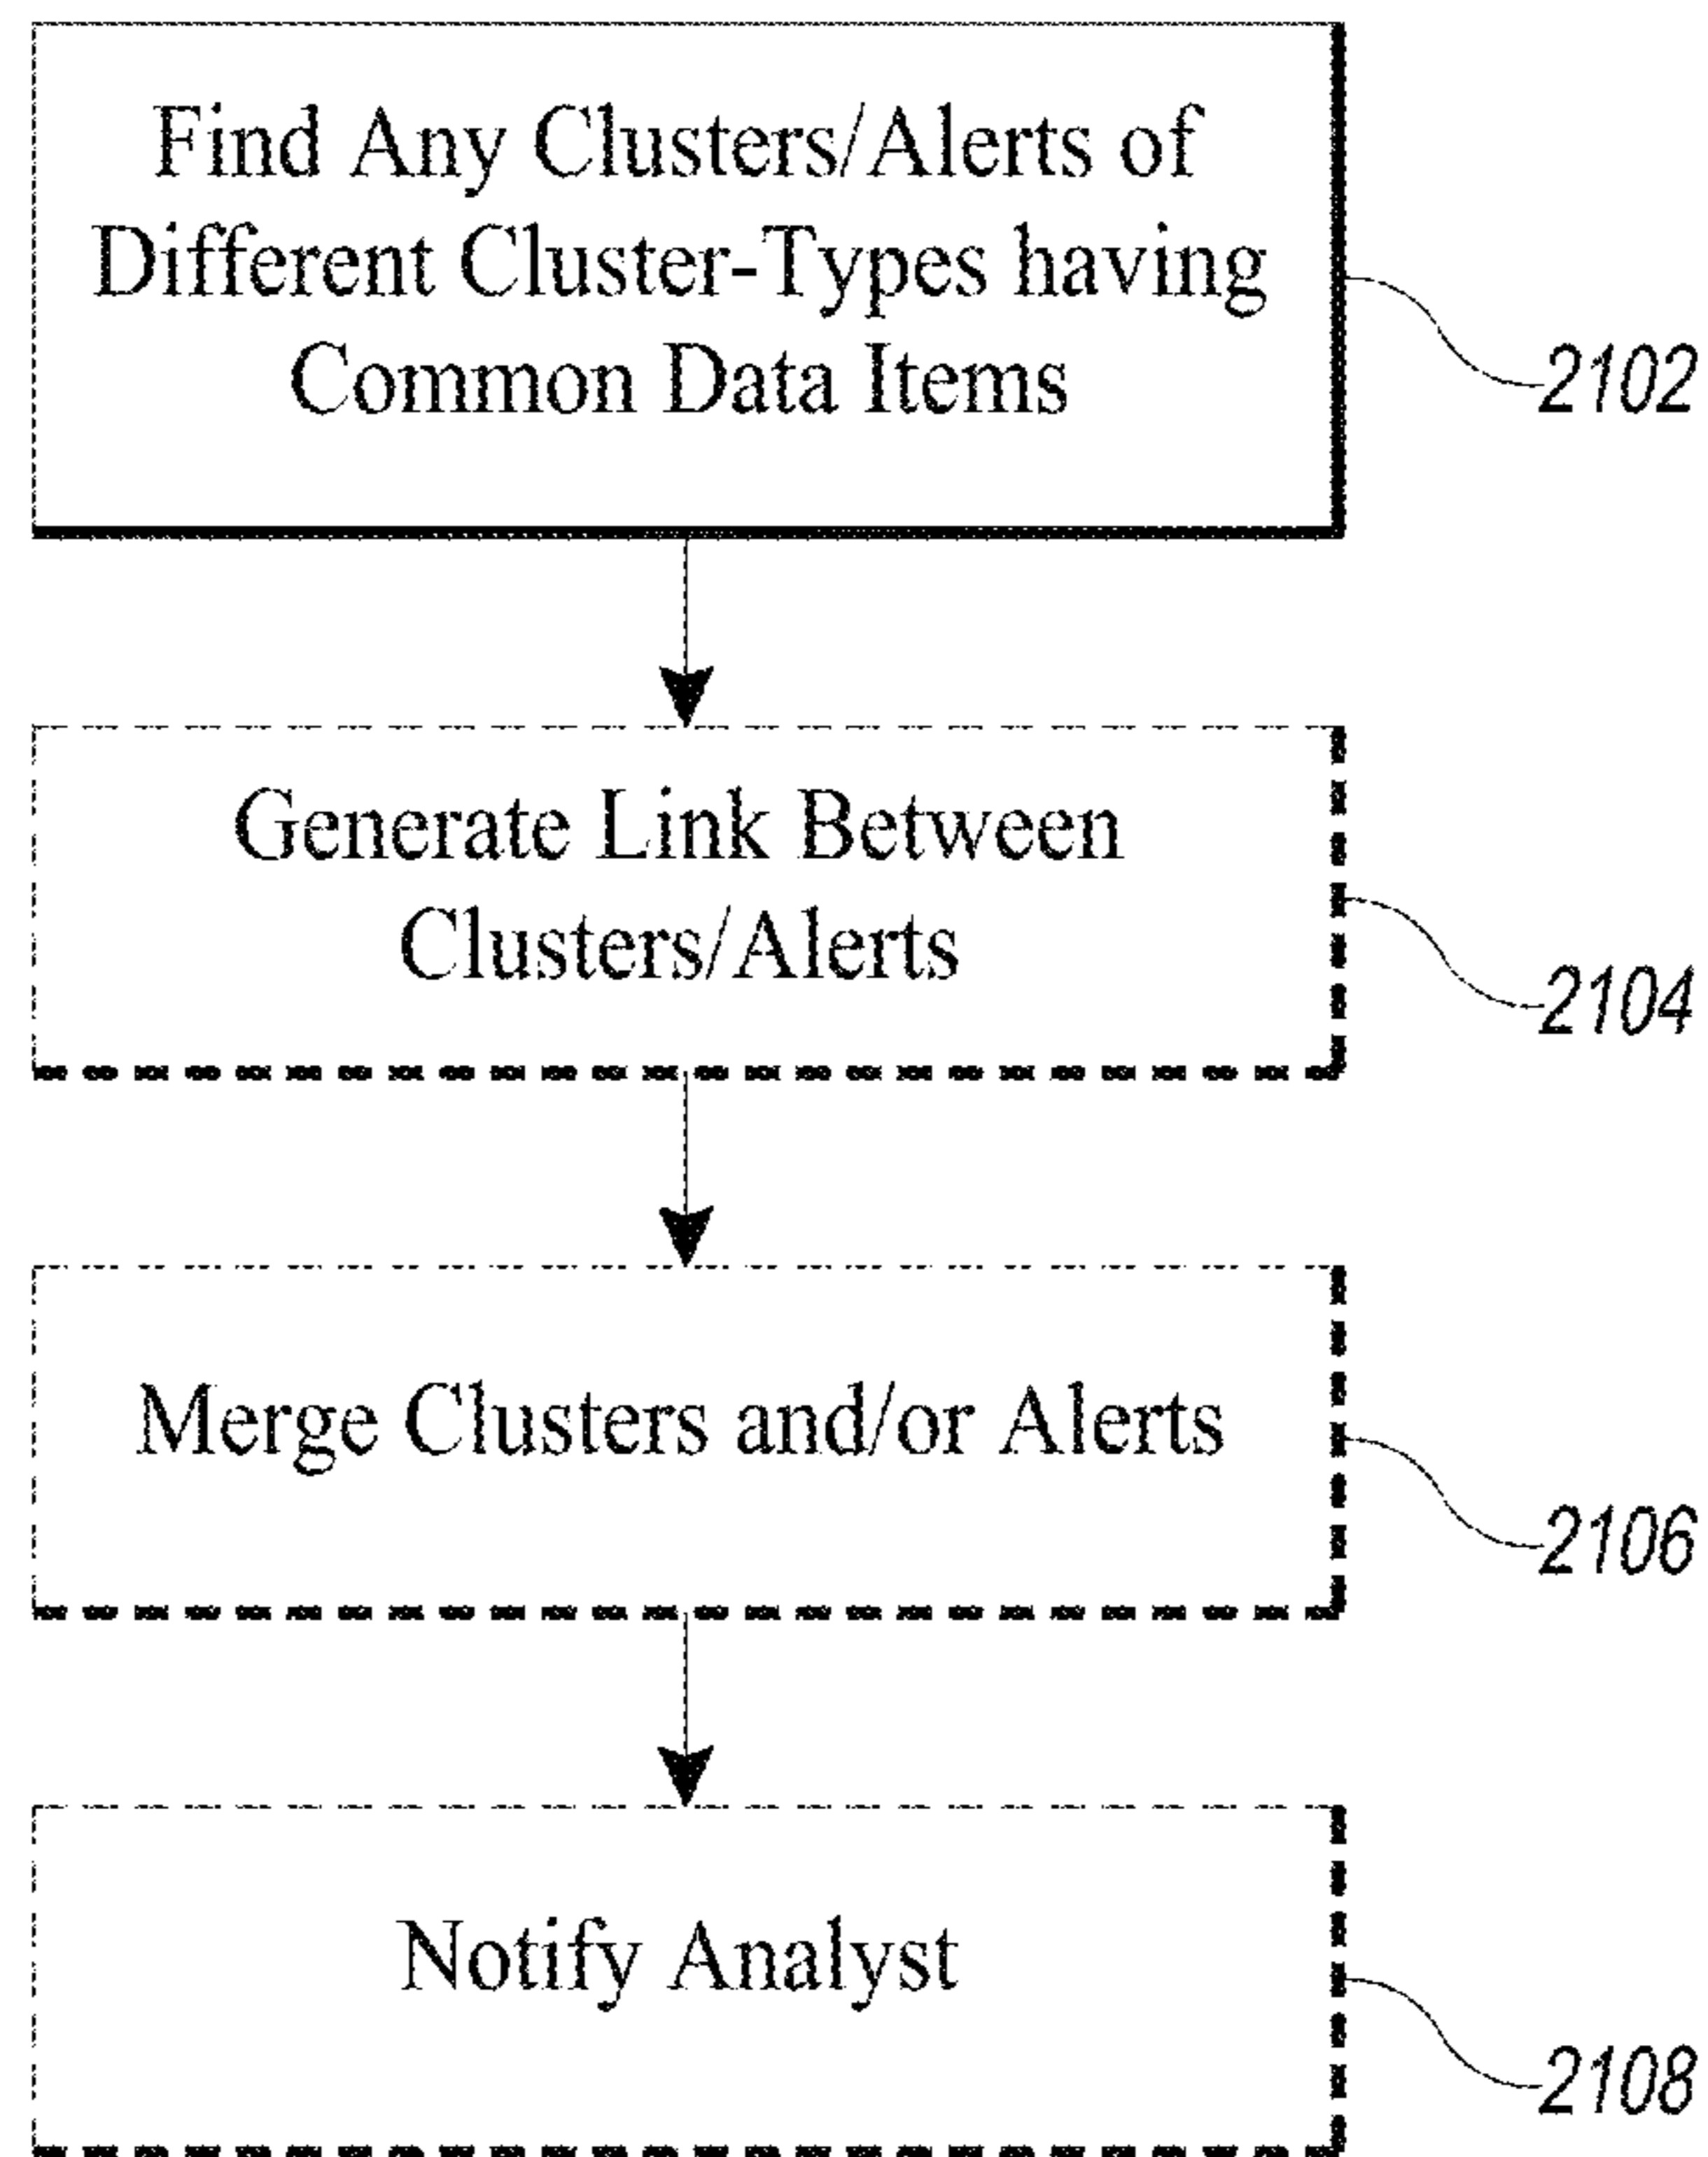 Find Any Clusters/Alerts of
Different Cluster-Types having
Common Data Items
2102
Generate Link Between
Clusters/Alerts
2104
Merge Clusters and/or Alerts
2106
Notify Analyst
2108